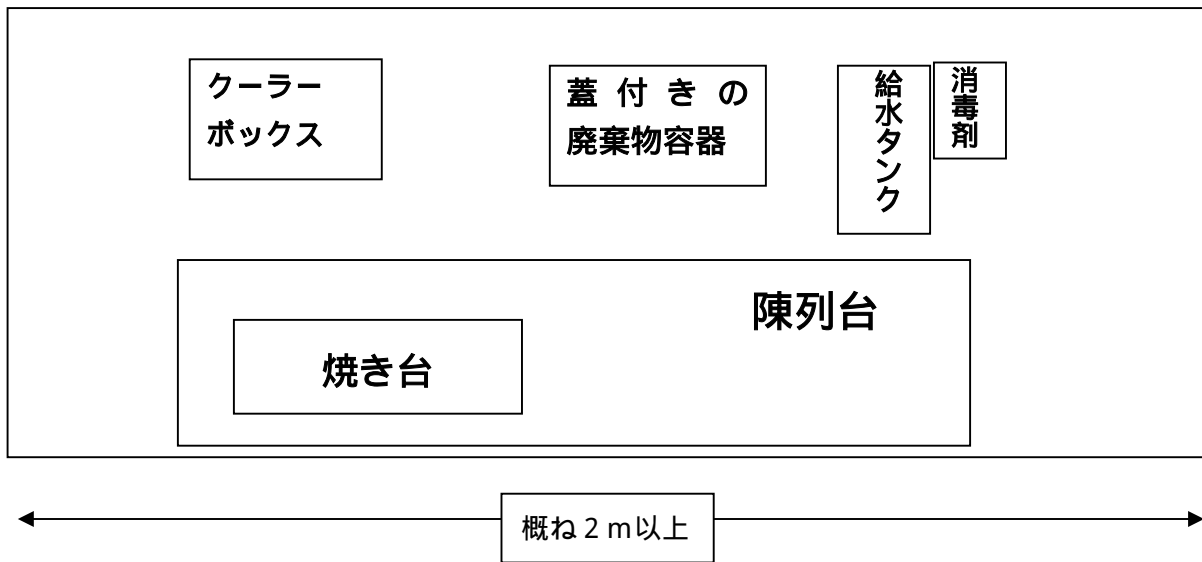 クーラー
ボックス
蓋付きの
廃棄物容器
給水タンク
消毒剤
陳列台
焼き台
概ね2m以上